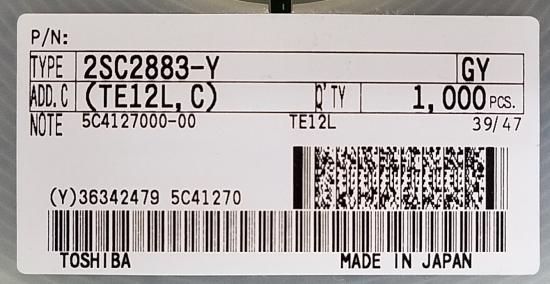 P/N:
TYPE 2SC2883-Y GY
ADD.C (TE12L,C) Q'TY 1,000 PCS.
NOTE 5C4127000-00 TE12L 39/47
(Y)36342479 5C41270
TOSHIBA MADE IN JAPAN